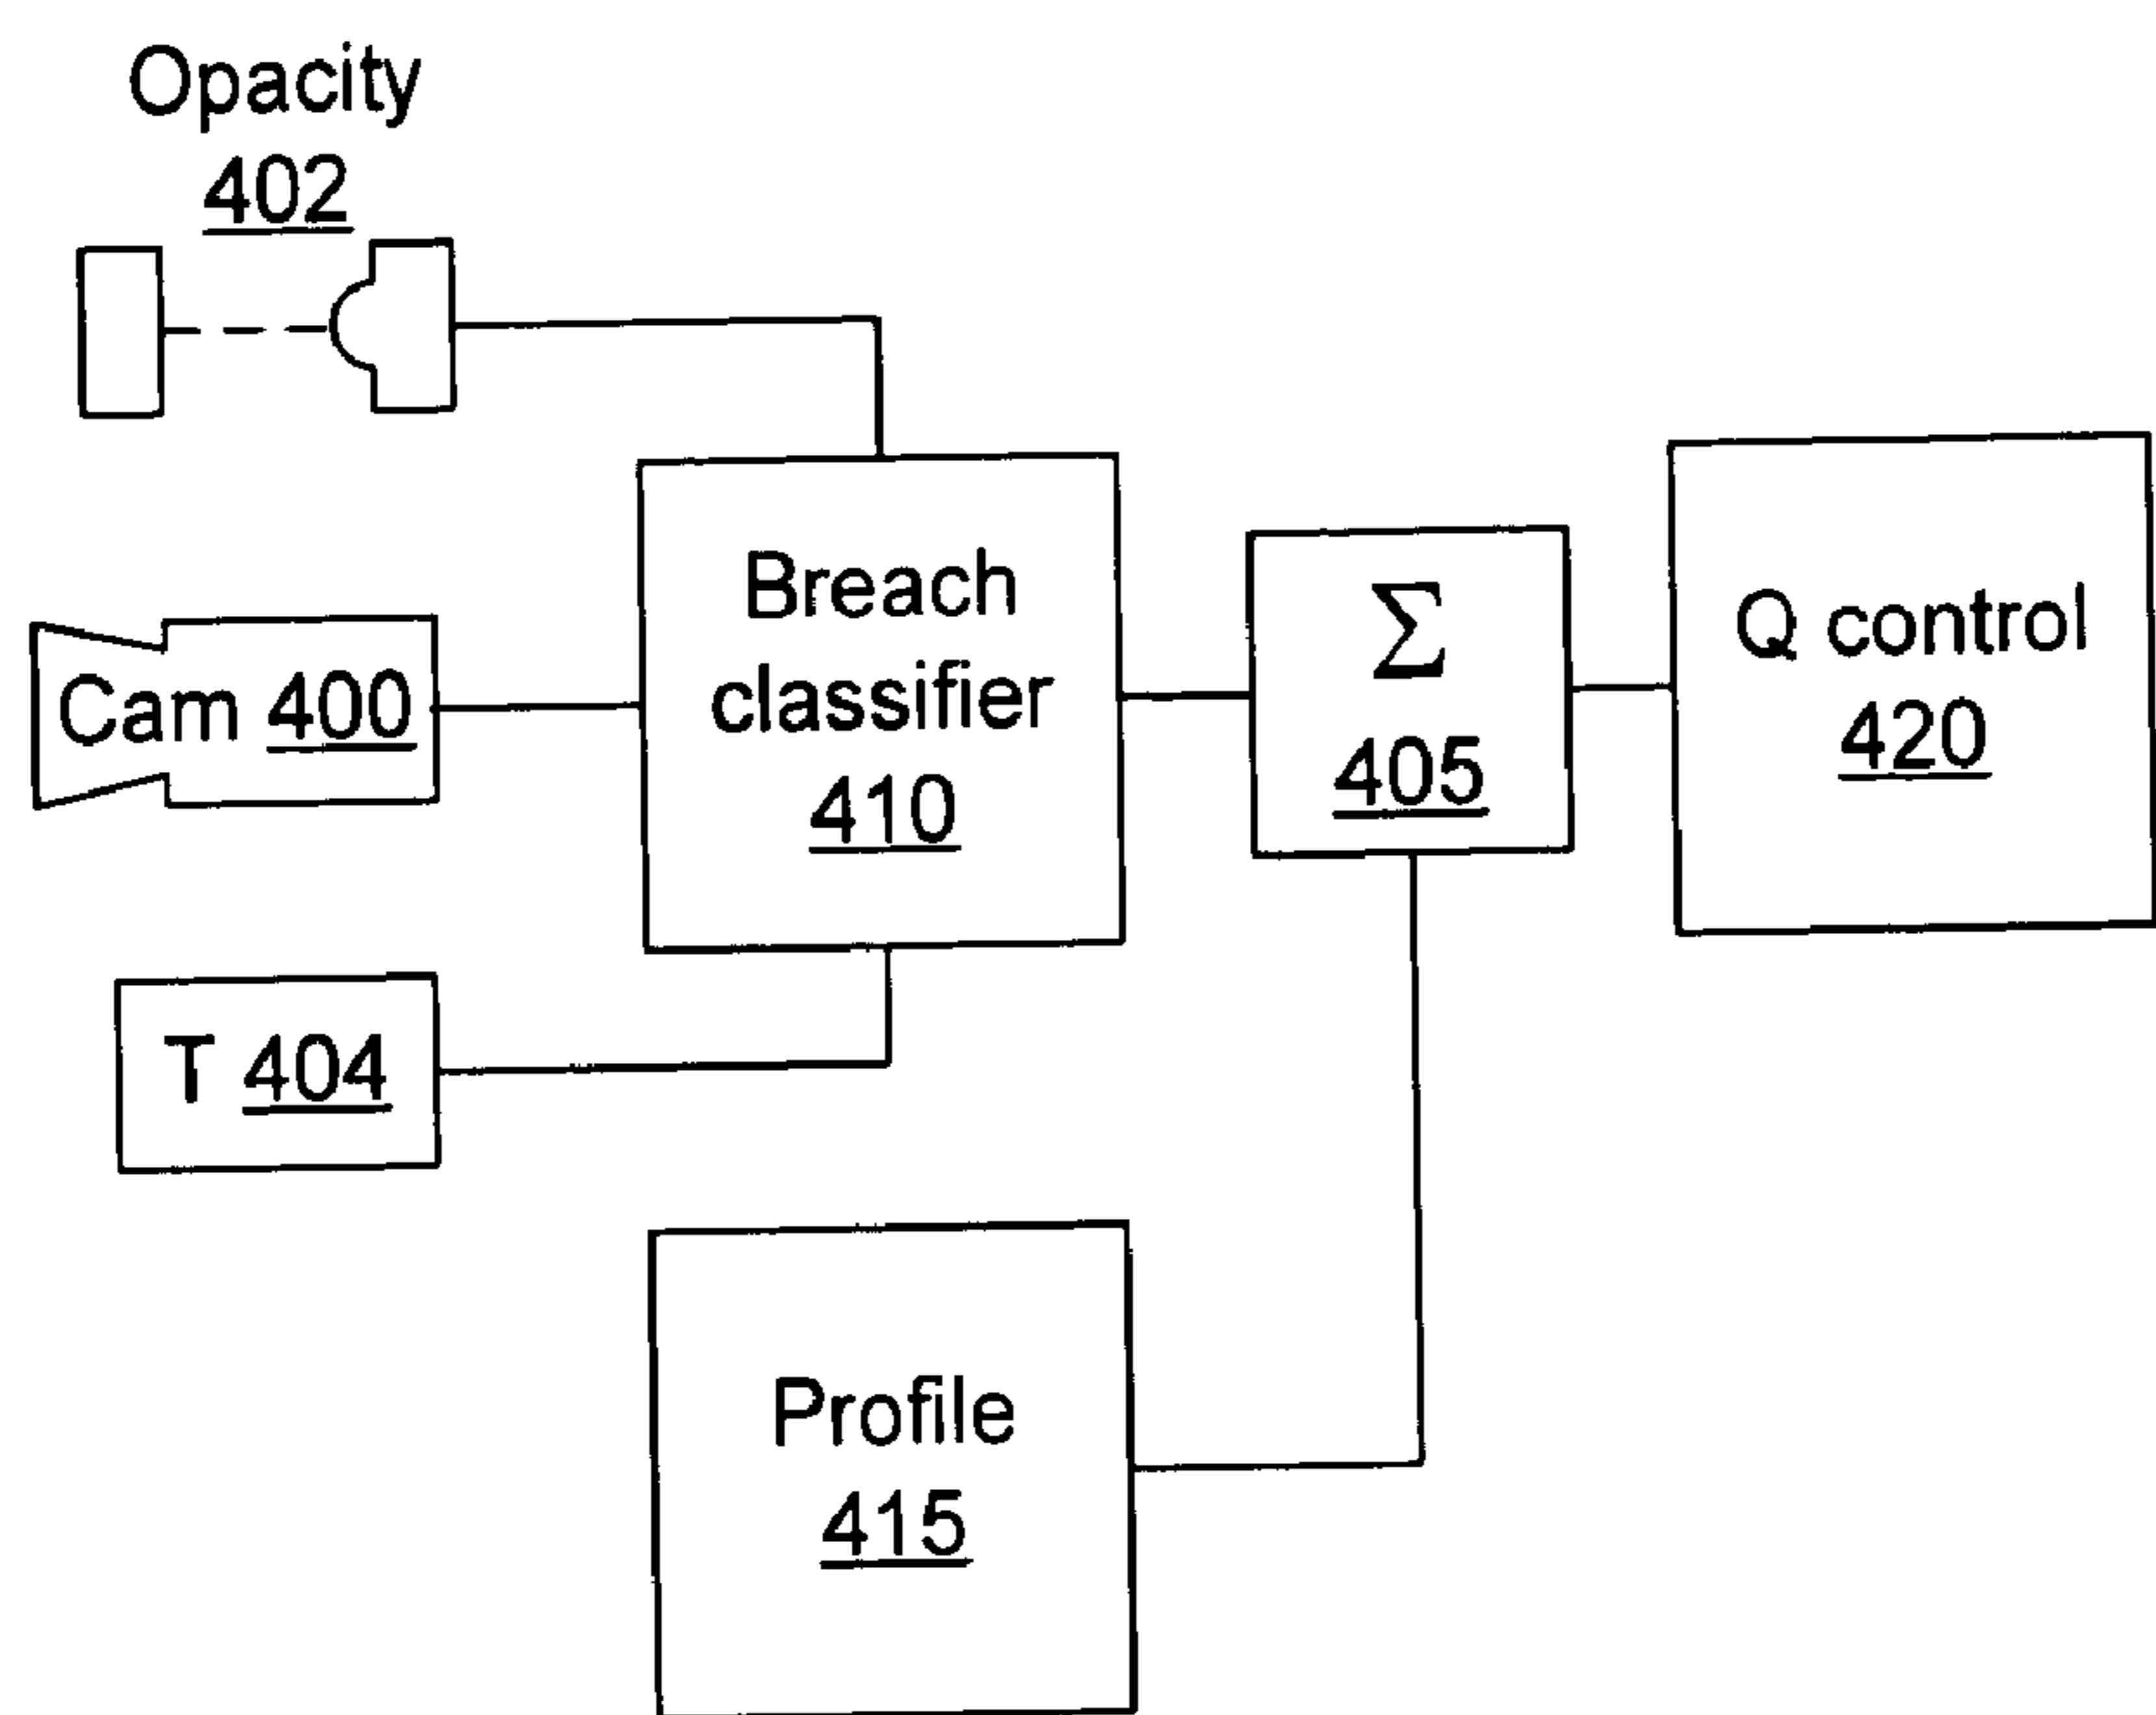 Opacity
402
Cam 400
Breach
classifier
410
Σ
405
Q control
420
T 404
Profile
415